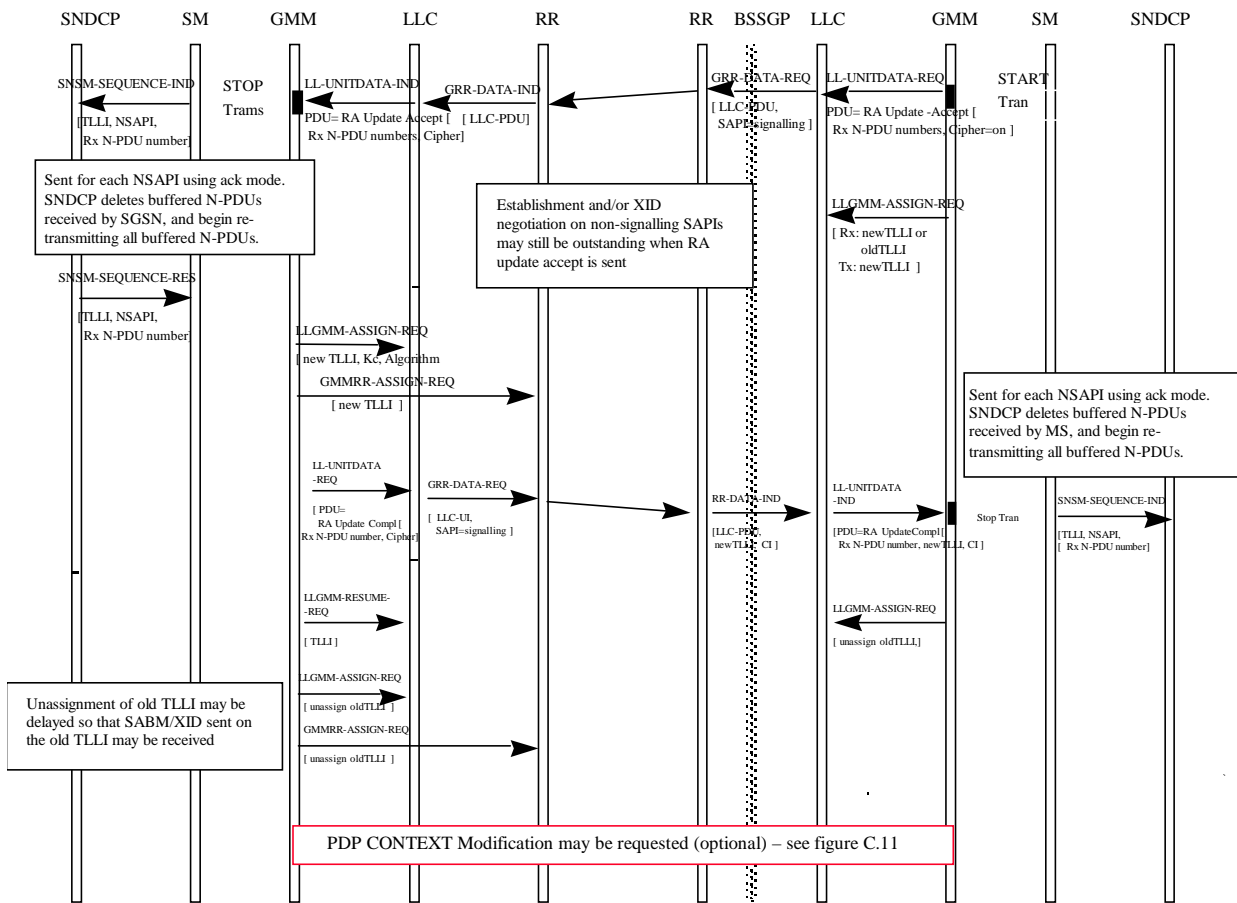 SNDCP SM GMM LLC RR RR BSSGP LLC GMM SM SNDCP
SNSM-SEQUENCE-IND
[TLLI, NSAPI,
Rx N-PDU number]
STOP
Trams
LL-UNITDATA-IND
PDU= RA Update Accept [
Rx N-PDU numbers, Cipher]
GRR-DATA-IND
[ LLC-PDU]
GRR-DATA-REQ
[ LLC-PDU,
SAPI=signalling ]
LL-UNITDATA-REQ
PDU= RA Update -Accept [
Rx N-PDU numbers, Cipher=on ]
START
Tran
Sent for each NSAPI using ack mode.
SNDCP deletes buffered N-PDUs
received by SGSN, and begin re-
transmitting all buffered N-PDUs.
Establishment and/or XID
negotiation on non-signalling SAPIs
may still be outstanding when RA
update accept is sent
LLGMM-ASSIGN-REQ
[ Rx: newTLLI or
oldTLLI
Tx: newTLLI ]
SNSM-SEQUENCE-RES
[TLLI, NSAPI,
Rx N-PDU number]
LLGMM-ASSIGN-REQ
[ new TLLI, Kc, Algorithm
GMMRR-ASSIGN-REQ
[ new TLLI ]
Sent for each NSAPI using ack mode.
SNDCP deletes buffered N-PDUs
received by MS, and begin re-
transmitting all buffered N-PDUs.
LL-UNITDATA
-REQ
[ PDU=
RA Update Compl [
Rx N-PDU number, Cipher]
GRR-DATA-REQ
[ LLC-UI,
SAPI=signalling ]
RR-DATA-IND
[LLC-PDU,
newTLLI, CI ]
LL-UNITDATA
-IND
[PDU=RA UpdateCompl[
Rx N-PDU number, newTLLI, CI ]
Stop Tran
SNSM-SEQUENCE-IND
[TLLI, NSAPI,
[ Rx N-PDU number]
LLGMM-RESUME-
-REQ
[ TLLI ]
LLGMM-ASSIGN-REQ
[ unassign oldTLLI,]
LLGMM-ASSIGN-REQ
[ unassign oldTLLI ]
Unassignment of old TLLI may be
delayed so that SABM/XID sent on
the old TLLI may be received
GMMRR-ASSIGN-REQ
[ unassign oldTLLI ]
PDP CONTEXT Modification may be requested (optional) – see figure C.11